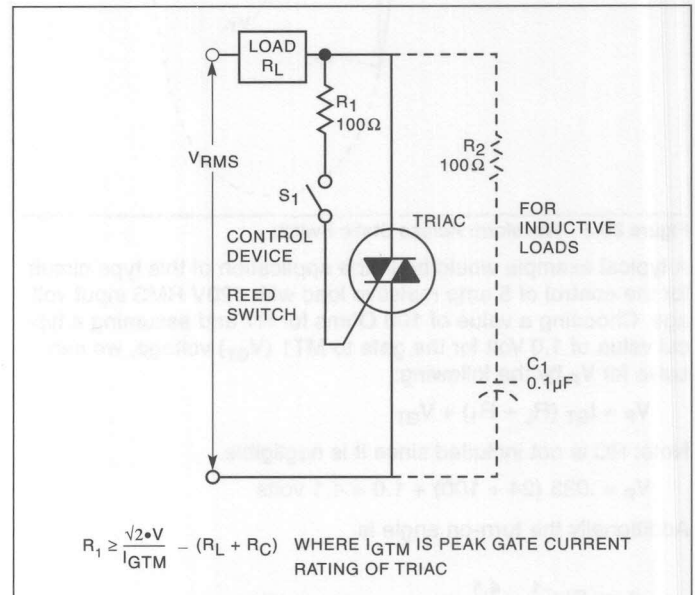 LOAD
RL
R1
100Ω
VRMS
R2
100Ω
S1
FOR
INDUCTIVE
LOADS
TRIAC
CONTROL
DEVICE
REED
SWITCH
C1
0.1µF
R1 ≥ √2•V / IGTM – (RL + RC) WHERE IGTM IS PEAK GATE CURRENT
RATING OF TRIAC